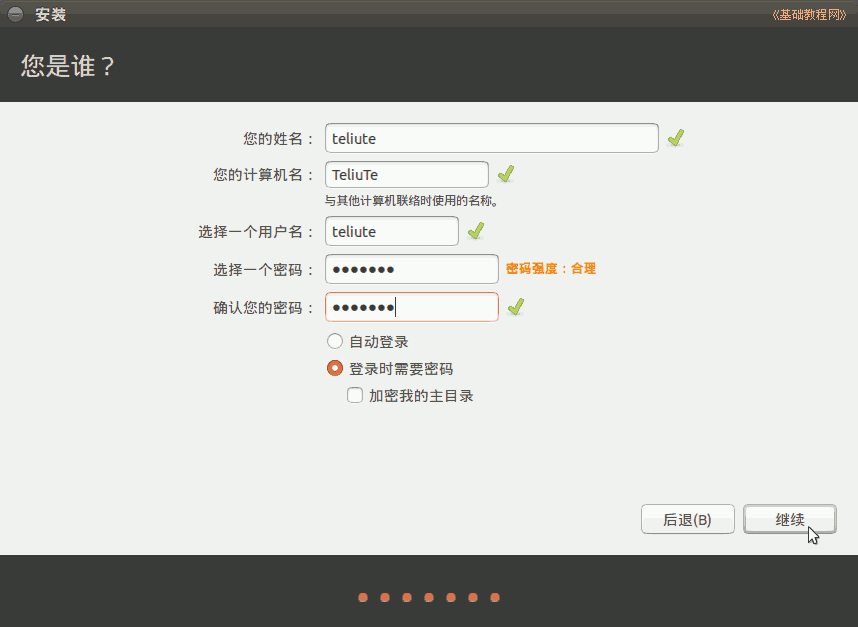 安装
《基础教程网》
您是谁？
您的姓名： teliute
您的计算机名： TeliuTe
与其他计算机联络时使用的名称。
选择一个用户名： teliute
选择一个密码： ●●●●●●● 密码强度：合理
确认您的密码： ●●●●●●●
自动登录
登录时需要密码
加密我的主目录
后退(B) 继续